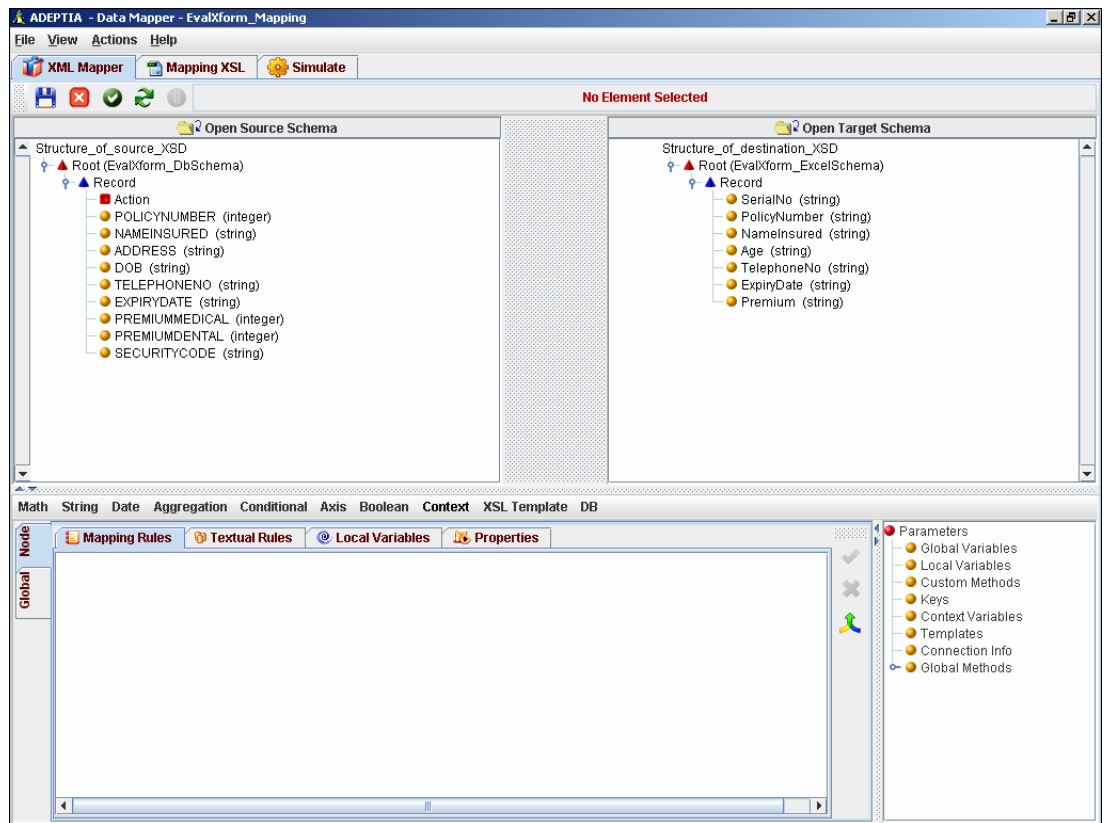 ADEPTIA - Data Mapper - EvalXform_Mapping
File View Actions Help
XML Mapper Mapping XSL Simulate
No Element Selected
Open Source Schema
Structure_of_source_XSD
Root (EvalXform_DbSchema)
Record
Action
POLICYNUMBER (integer)
NAMEINSURED (string)
ADDRESS (string)
DOB (string)
TELEPHONENO (string)
EXPIRYDATE (string)
PREMIUMMEDICAL (integer)
PREMIUMDENTAL (integer)
SECURITYCODE (string)
Open Target Schema
Structure_of_destination_XSD
Root (EvalXform_ExcelSchema)
Record
SerialNo (string)
PolicyNumber (string)
NameInsured (string)
Age (string)
TelephoneNo (string)
ExpiryDate (string)
Premium (string)
Math String Date Aggregation Conditional Axis Boolean Context XSL Template DB
Node
Global
Mapping Rules Textual Rules Local Variables Properties
Parameters
Global Variables
Local Variables
Custom Methods
Keys
Context Variables
Templates
Connection Info
Global Methods